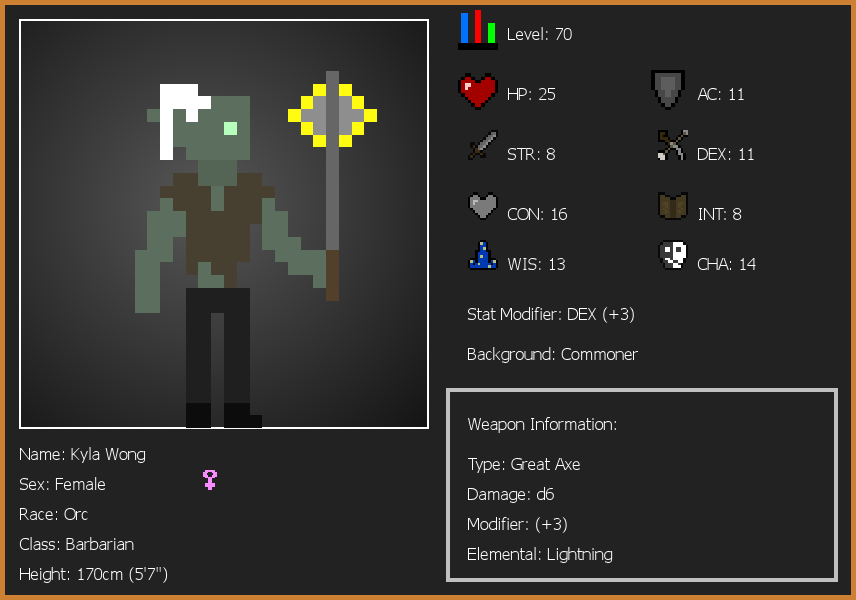 Level: 70
HP: 25
AC: 11
STR: 8
DEX: 11
CON: 16
INT: 8
WIS: 13
CHA: 14
Stat Modifier: DEX (+3)
Background: Commoner
Weapon Information:
Type: Great Axe
Damage: d6
Modifier: (+3)
Elemental: Lightning
Name: Kyla Wong
Sex: Female
Race: Orc
Class: Barbarian
Height: 170cm (5'7")